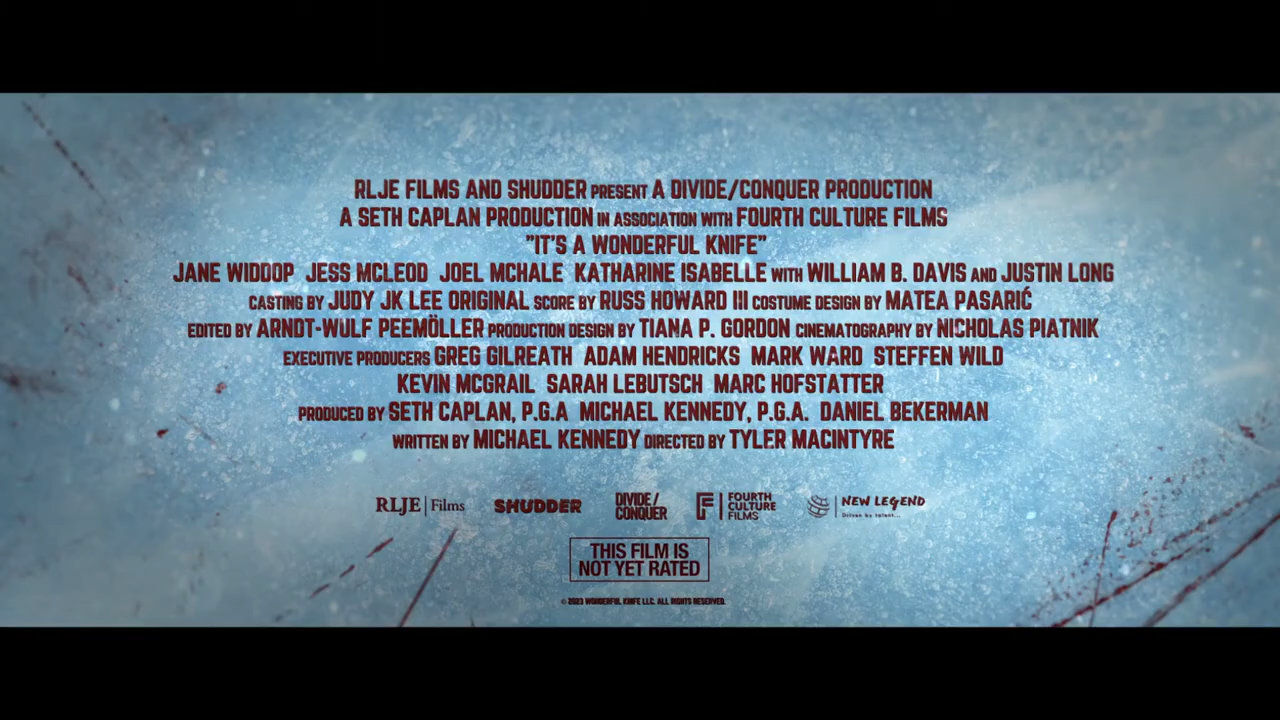 RLJE FILMS AND SHUDDER PRESENT A DIVIDE/CONQUER PRODUCTION
A SETH CAPLAN PRODUCTION IN ASSOCIATION WITH FOURTH CULTURE FILMS
"IT'S A WONDERFUL KNIFE"
JANE WIDDOP JESS MCLEOD JOEL MCHALE KATHARINE ISABELLE WITH WILLIAM B. DAVIS AND JUSTIN LONG
CASTING BY JUDY JK LEE ORIGINAL SCORE BY RUSS HOWARD III COSTUME DESIGN BY MATEA PASARIĆ
EDITED BY ARNDT-WULF PEEMÖLLER PRODUCTION DESIGN BY TIANA P. GORDON CINEMATOGRAPHY BY NICHOLAS PIATNIK
EXECUTIVE PRODUCERS GREG GILREATH ADAM HENDRICKS MARK WARD STEFFEN WILD
KEVIN MCGRAIL SARAH LEBUTSCH MARC HOFSTATTER
PRODUCED BY SETH CAPLAN, P.G.A MICHAEL KENNEDY, P.G.A. DANIEL BEKERMAN
WRITTEN BY MICHAEL KENNEDY DIRECTED BY TYLER MACINTYRE
RLJE Films
SHUDDER
DIVIDE/
CONQUER
FOURTH
CULTURE
FILMS
NEW LEGEND
Driven by talent...
THIS FILM IS
NOT YET RATED
© 2023 WONDERFUL KNIFE LLC. ALL RIGHTS RESERVED.